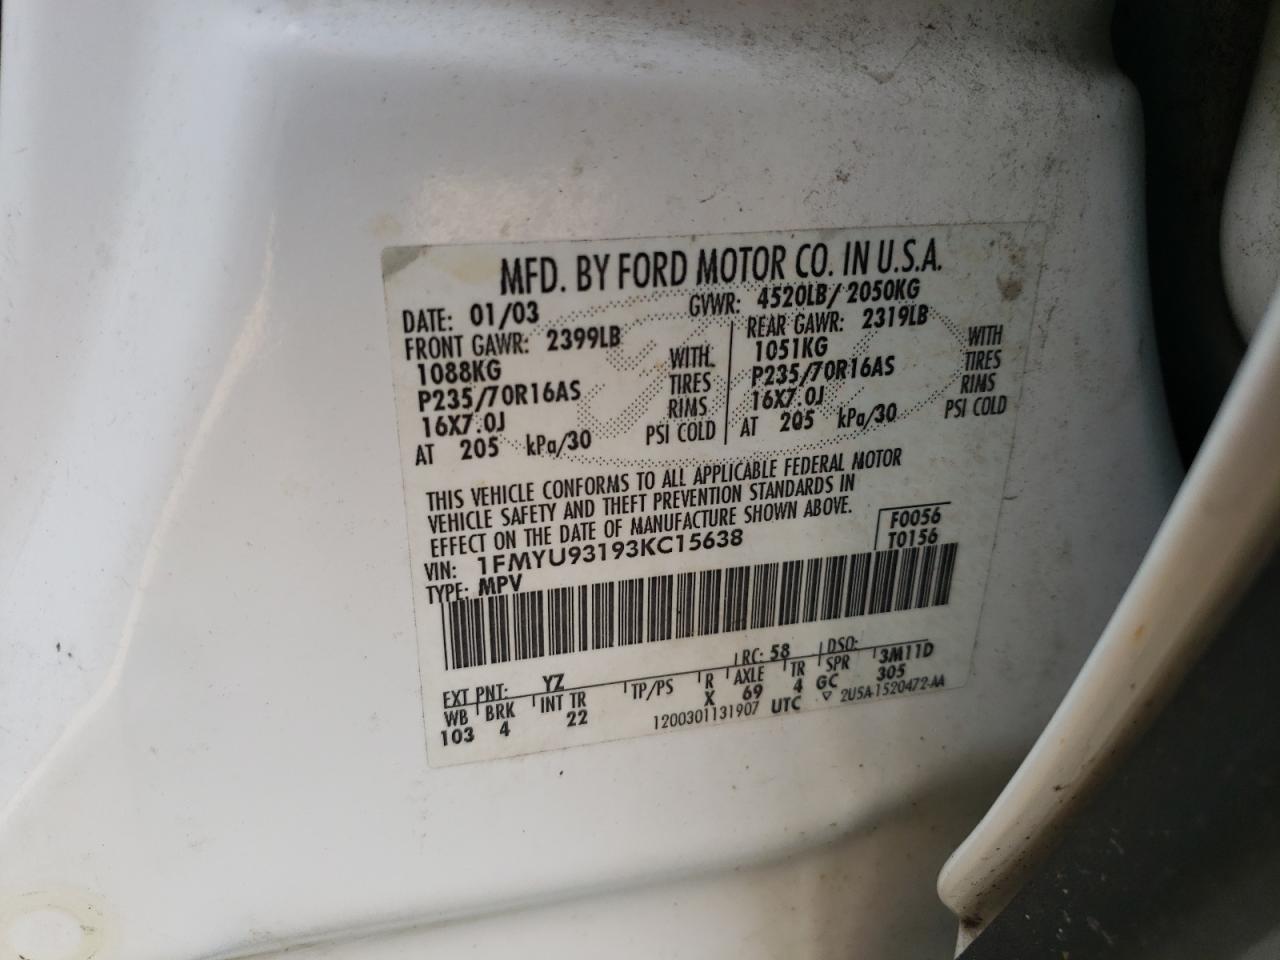 MFD. BY FORD MOTOR CO. IN U.S.A.
DATE: 01/03 GVWR: 4520LB/ 2050KG
FRONT GAWR: 2399LB REAR GAWR: 2319LB
1088KG WITH 1051KG WITH
P235/70R16AS TIRES P235/70R16AS TIRES
16X7.0J RIMS 16X7.0J RIMS
AT 205 kPa/30 PSI COLD AT 205 kPa/30 PSI COLD
THIS VEHICLE CONFORMS TO ALL APPLICABLE FEDERAL MOTOR
VEHICLE SAFETY AND THEFT PREVENTION STANDARDS IN
EFFECT ON THE DATE OF MANUFACTURE SHOWN ABOVE.
F0056
VIN: 1FMYU93193KC15638 T0156
TYPE: MPV
EXT PNT: YZ RC: 58 DSO:
WB BRK INT TR TP/PS R AXLE TR SPR 3M11D
103 4 22 X 69 4 GC 305
1200301131907 UTC ▽ 2U5A-1520472-AA